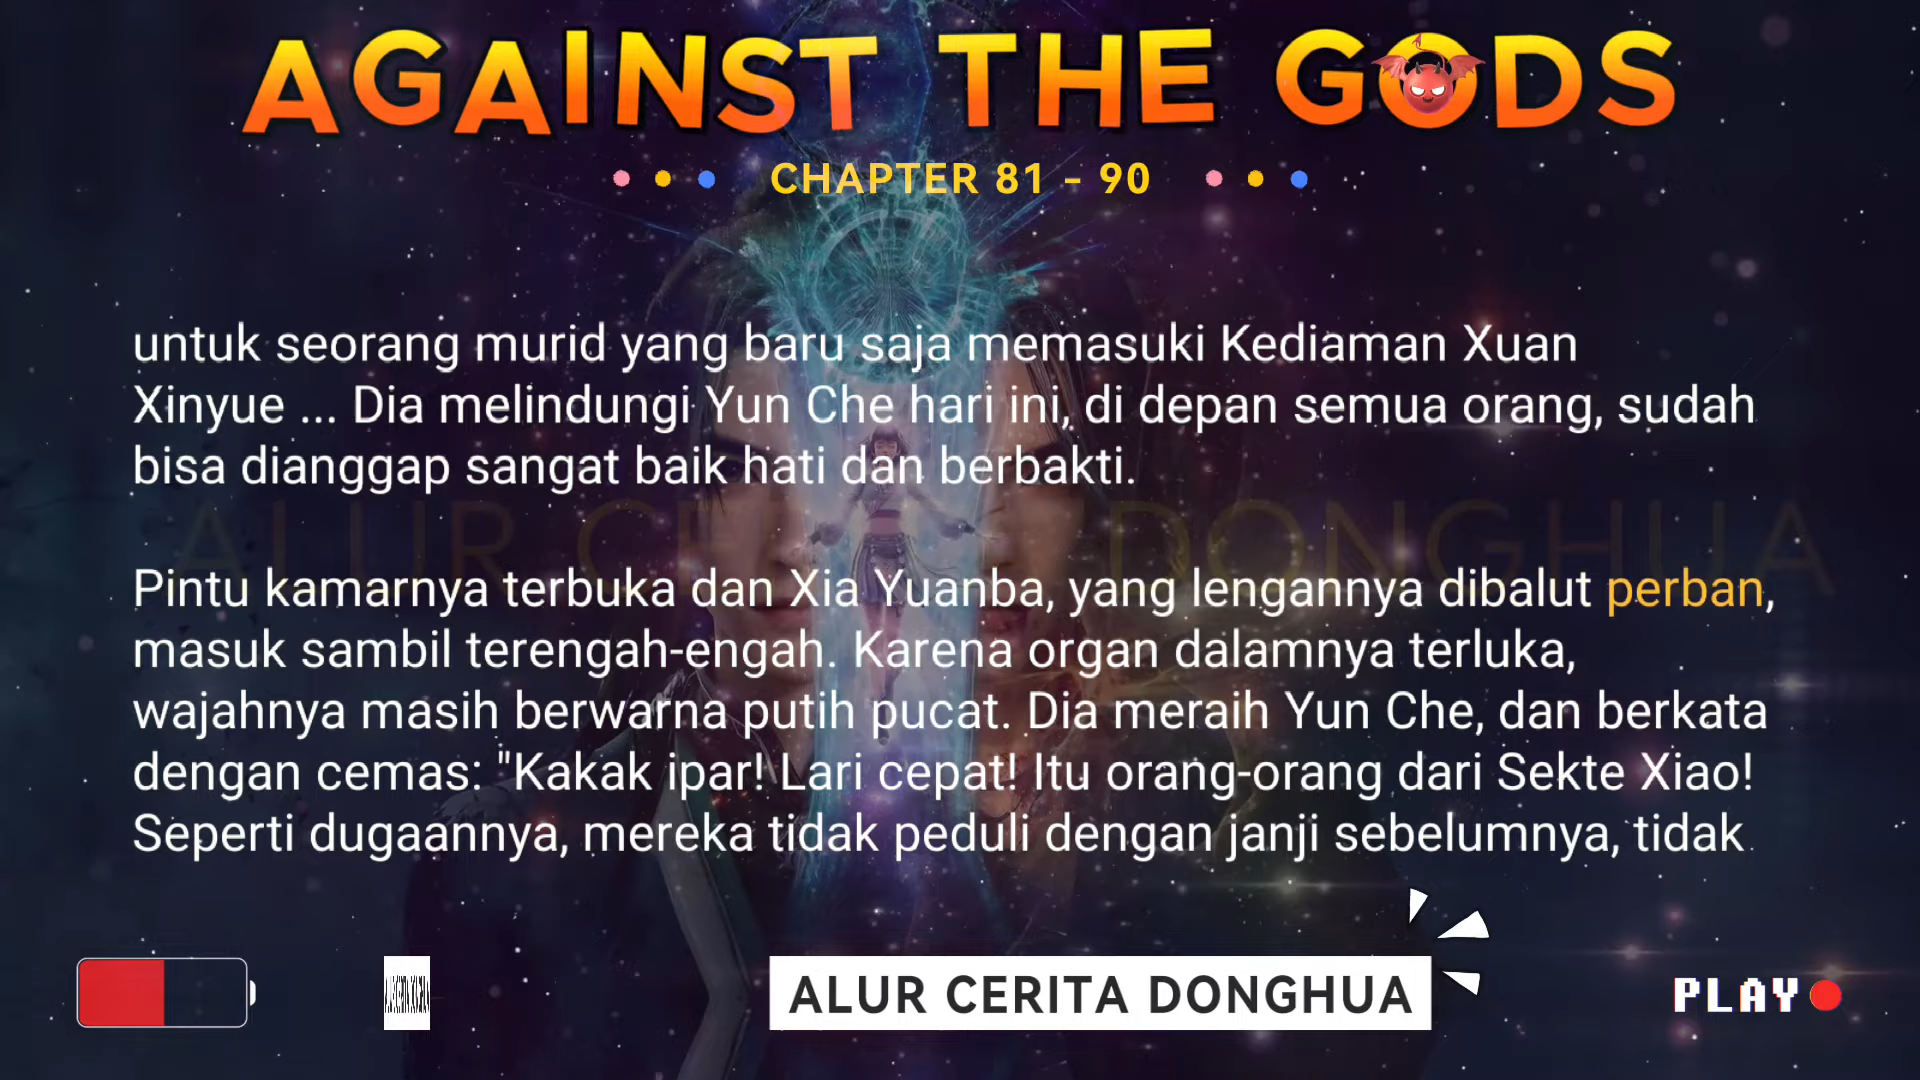 AGAINST THE GODS
CHAPTER 81 - 90
untuk seorang murid yang baru saja memasuki Kediaman Xuan
Xinyue ... Dia melindungi Yun Che hari ini, di depan semua orang, sudah
bisa dianggap sangat baik hati dan berbakti.
ALUR CERITA DONGHUA
Pintu kamarnya terbuka dan Xia Yuanba, yang lengannya dibalut perban,
masuk sambil terengah-engah. Karena organ dalamnya terluka,
wajahnya masih berwarna putih pucat. Dia meraih Yun Che, dan berkata
dengan cemas: "Kakak ipar! Lari cepat! Itu orang-orang dari Sekte Xiao!
Seperti dugaannya, mereka tidak peduli dengan janji sebelumnya, tidak
ALUR CERITA DONGHUA
PLAY